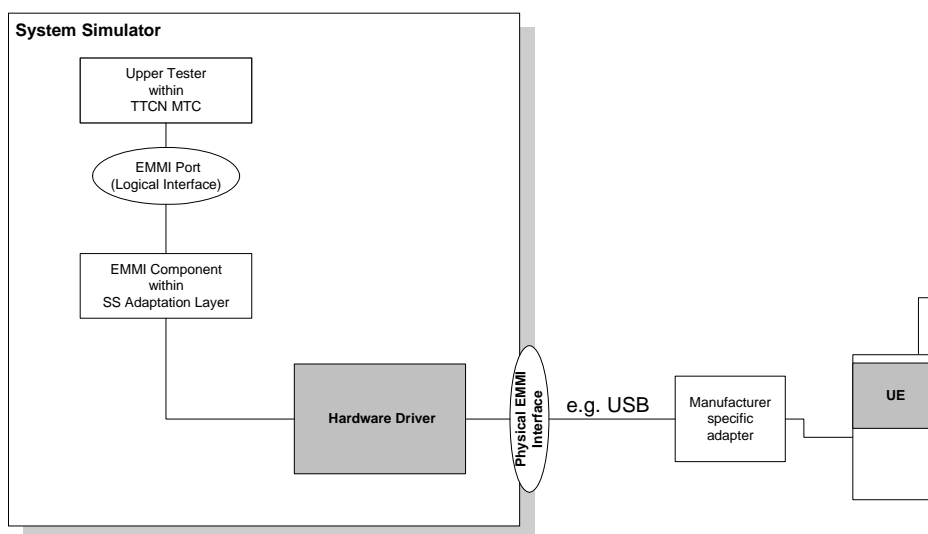 System Simulator
Upper Tester
within
TTCN MTC
EMMI Port
(Logical Interface)
EMMI Component
within
SS Adaptation Layer
Hardware Driver
Physical EMMI
Interface
e.g. USB
Manufacturer
specific
adapter
UE